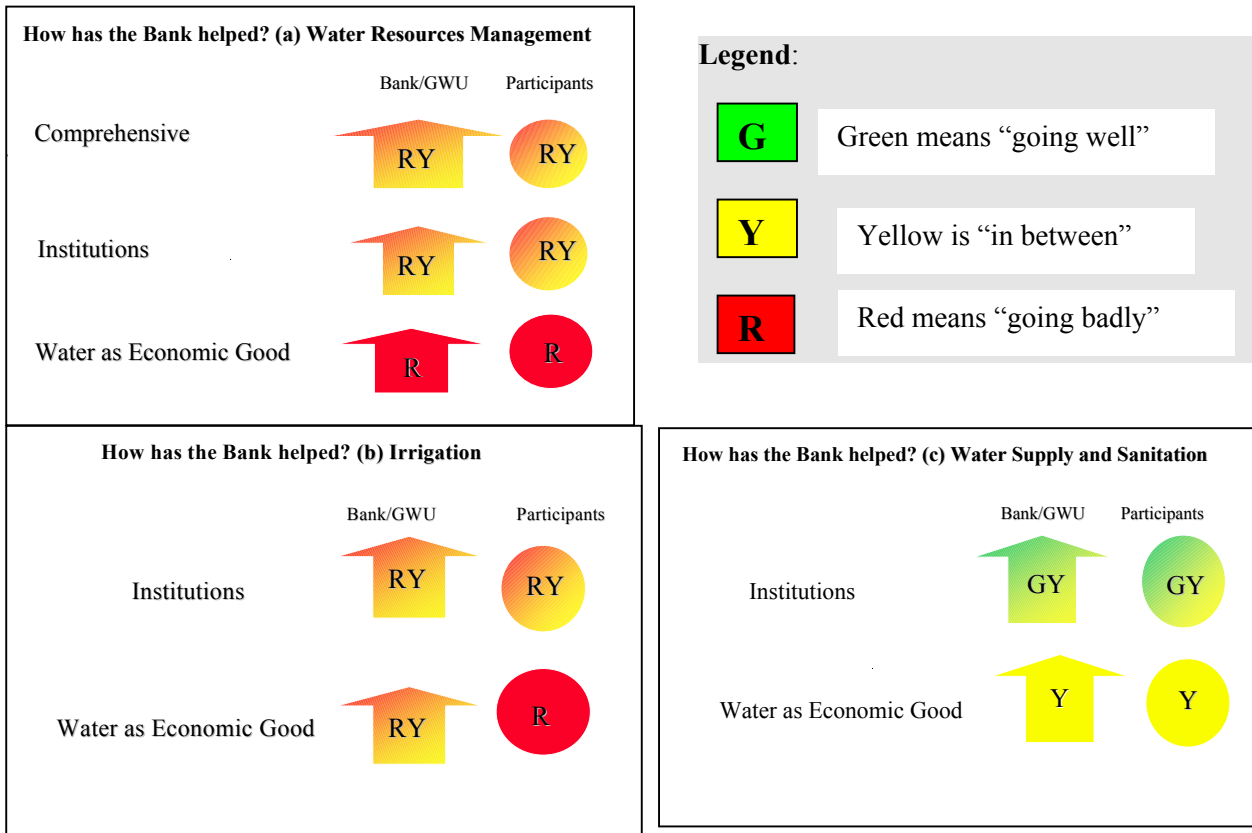 How has the Bank helped? (a) Water Resources Management
Bank/GWU Participants
Comprehensive RY RY
Institutions RY RY
Water as Economic Good R R
Legend:
G Green means “going well”
Y Yellow is “in between”
R Red means “going badly”
How has the Bank helped? (b) Irrigation
Bank/GWU Participants
Institutions RY RY
Water as Economic Good RY R
How has the Bank helped? (c) Water Supply and Sanitation
Bank/GWU Participants
Institutions GY GY
Water as Economic Good Y Y